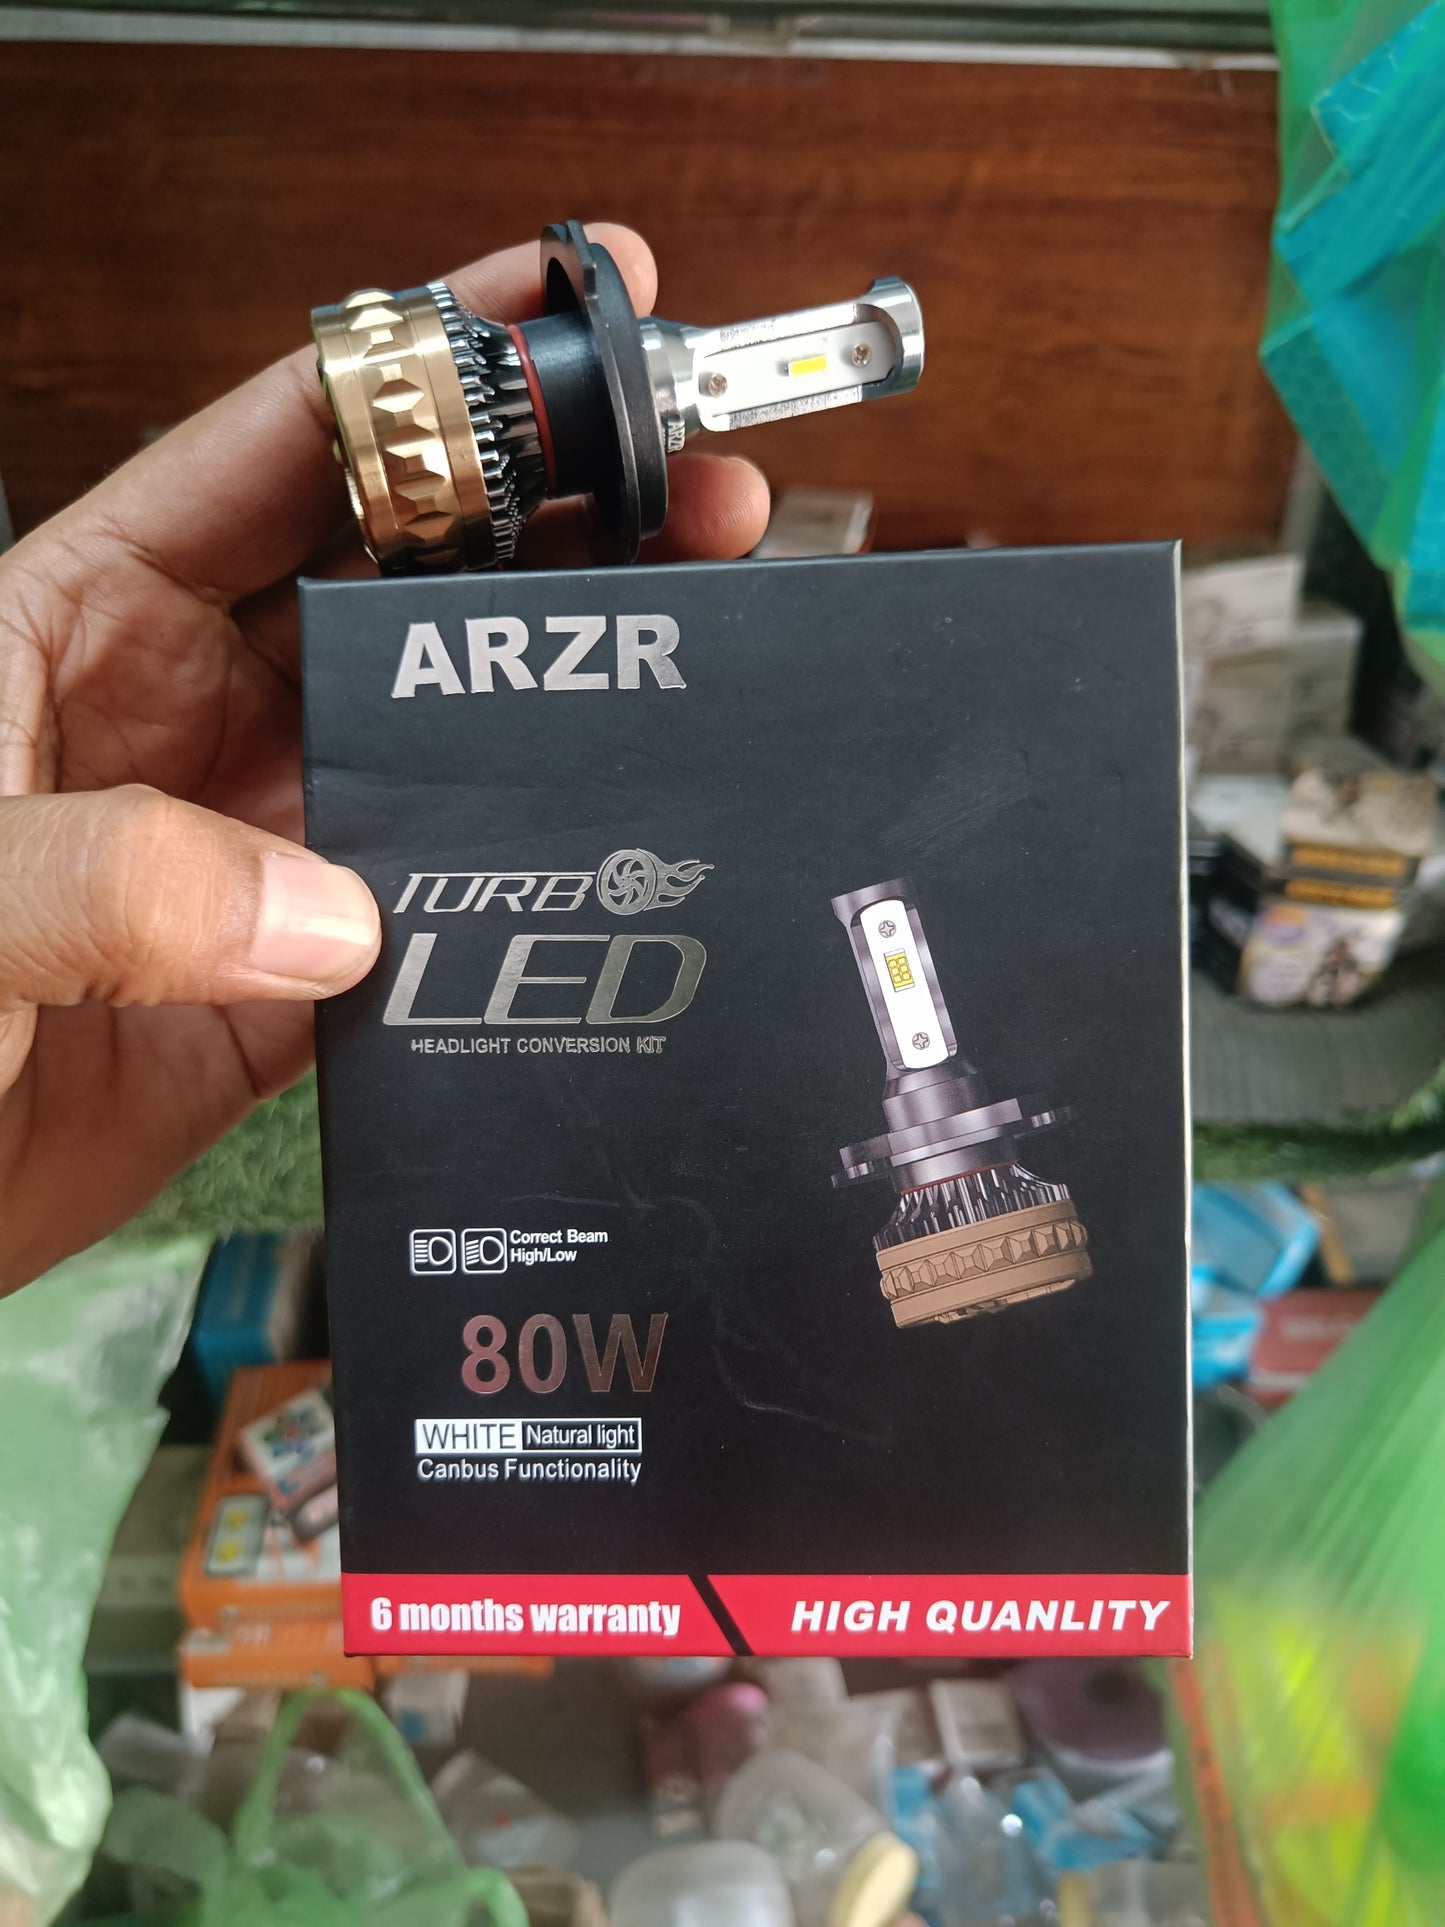 ARZR
ARZR
TURBO
LED
HEADLIGHT CONVERSION KIT
Correct Beam
High/Low
80W
WHITE Natural light
Canbus Functionality
6 months warranty
HIGH QUANLITY